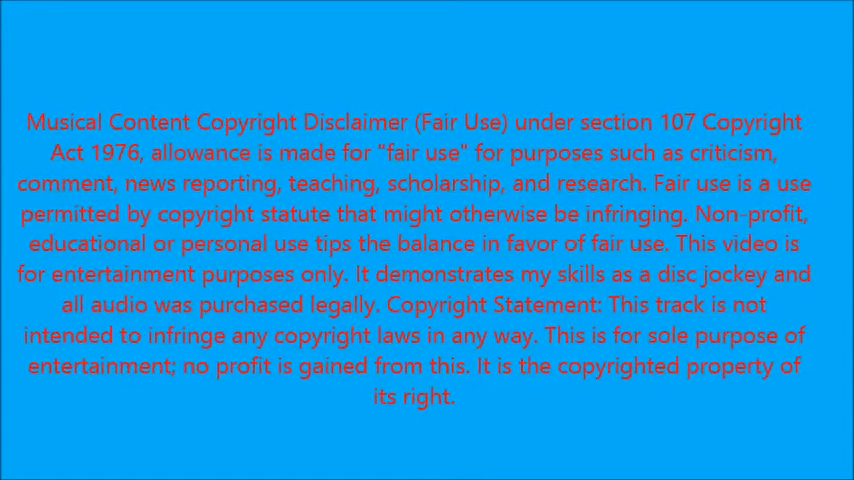 Musical Content Copyright Disclaimer (Fair Use) under section 107 Copyright
Act 1976, allowance is made for "fair use" for purposes such as criticism,
comment, news reporting, teaching, scholarship, and research. Fair use is a use
permitted by copyright statute that might otherwise be infringing. Non-profit,
educational or personal use tips the balance in favor of fair use. This video is
for entertainment purposes only. It demonstrates my skills as a disc jockey and
all audio was purchased legally. Copyright Statement: This track is not
intended to infringe any copyright laws in any way. This is for sole purpose of
entertainment; no profit is gained from this. It is the copyrighted property of
its right.